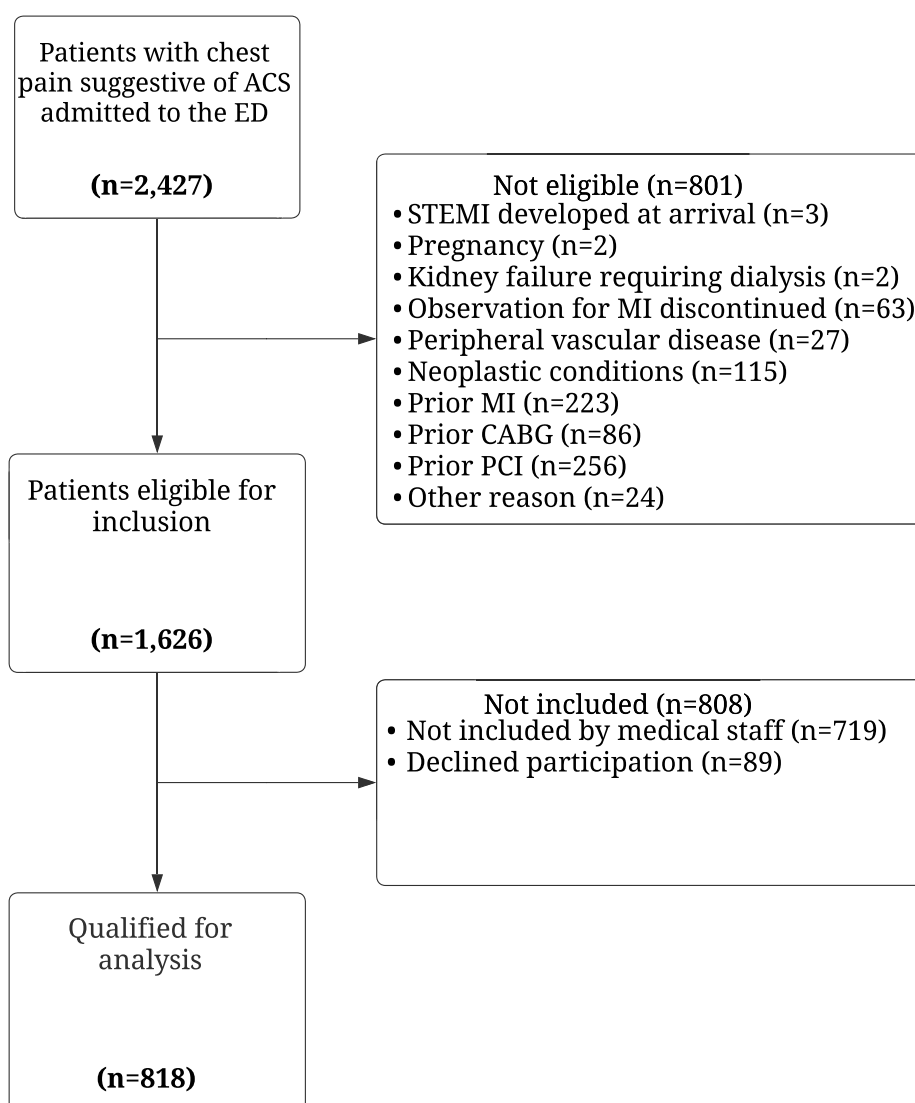 Patients with chest
pain suggestive of ACS
admitted to the ED
(n=2,427)
Not eligible (n=801)
• STEMI developed at arrival (n=3)
• Pregnancy (n=2)
• Kidney failure requiring dialysis (n=2)
• Observation for MI discontinued (n=63)
• Peripheral vascular disease (n=27)
• Neoplastic conditions (n=115)
• Prior MI (n=223)
• Prior CABG (n=86)
• Prior PCI (n=256)
• Other reason (n=24)
Patients eligible for
inclusion
(n=1,626)
Not included (n=808)
• Not included by medical staff (n=719)
• Declined participation (n=89)
Qualified for
analysis
(n=818)